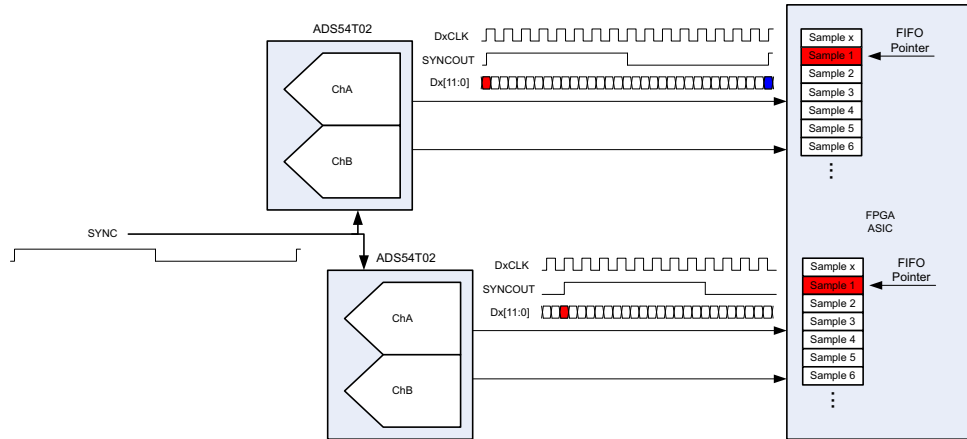 ADS54T02
ChA
ChB
DxCLK
SYNCOUT
Dx[11:0]
Sample x
Sample 1
Sample 2
Sample 3
Sample 4
Sample 5
Sample 6
FIFO
Pointer
SYNC
FPGA
ASIC
ADS54T02
ChA
ChB
DxCLK
SYNCOUT
Dx[11:0]
Sample x
Sample 1
Sample 2
Sample 3
Sample 4
Sample 5
Sample 6
FIFO
Pointer